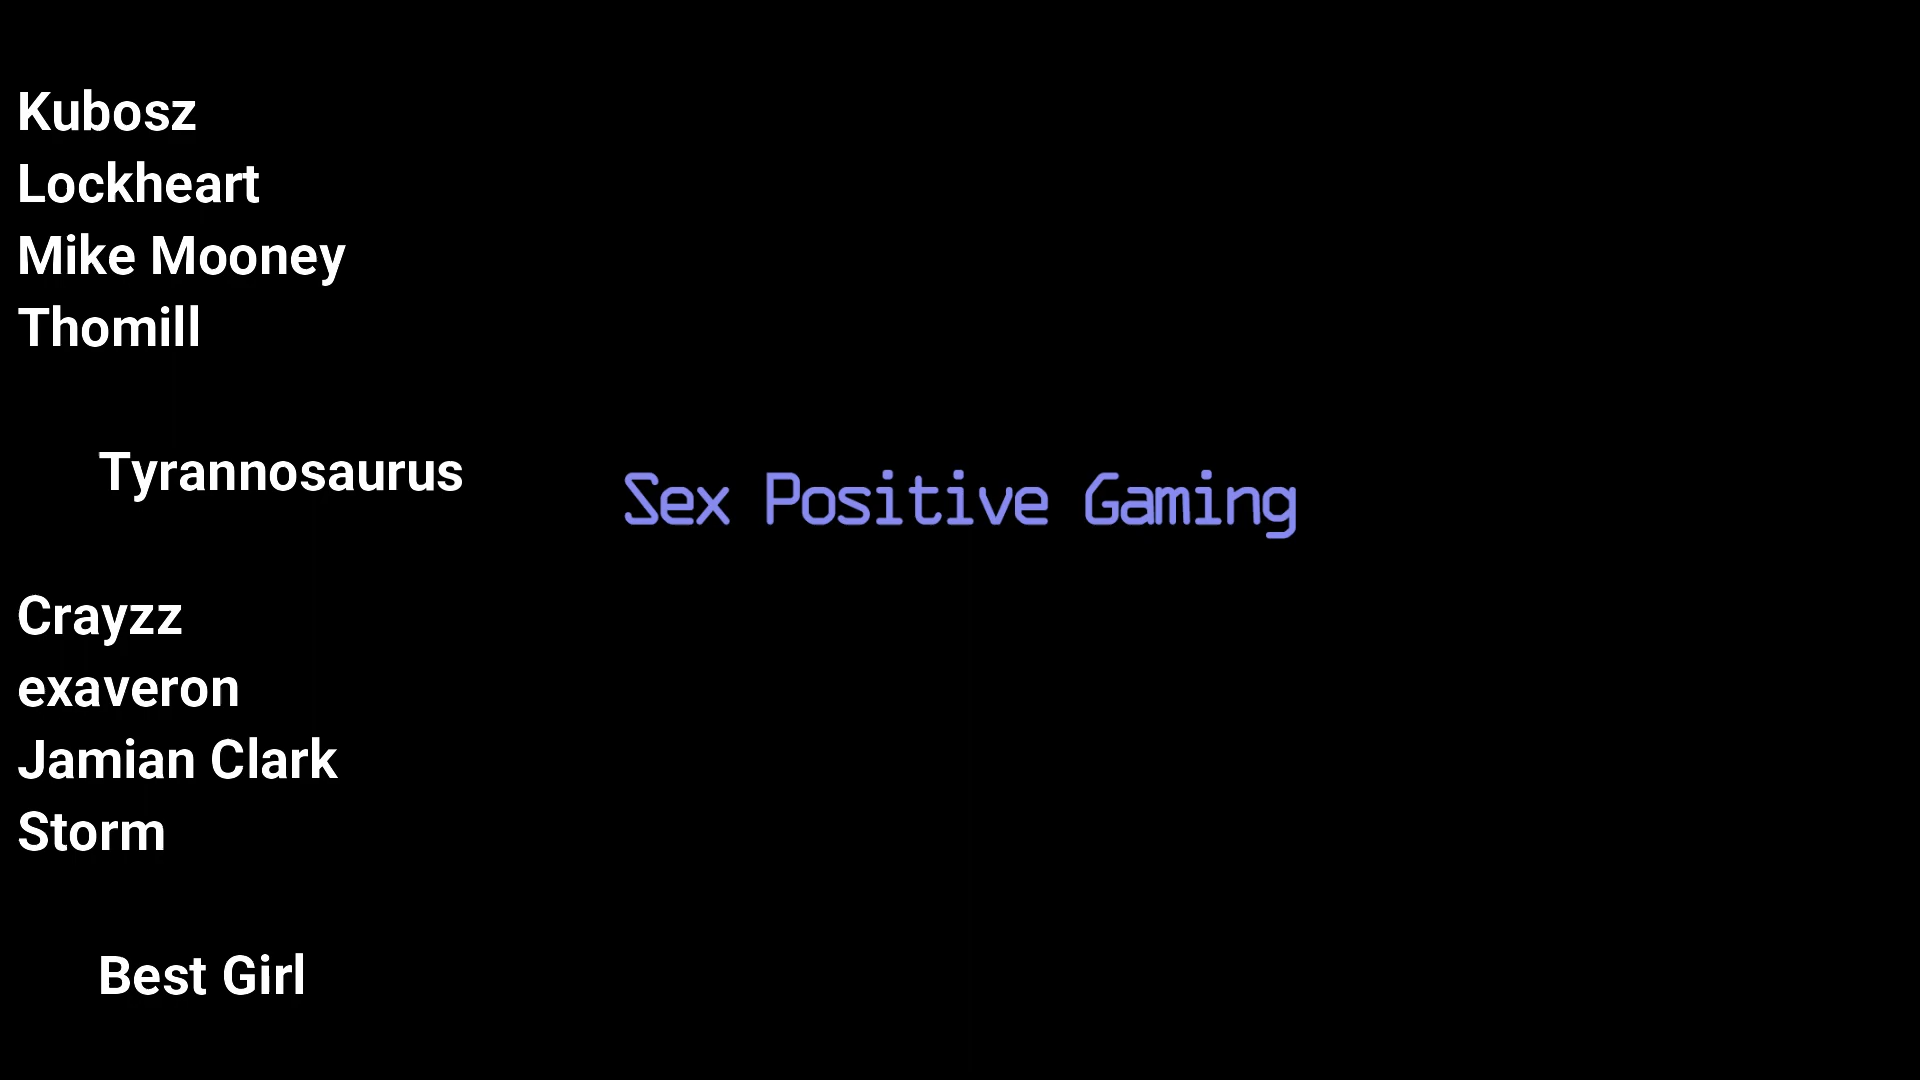 Kubosz
Lockheart
Mike Mooney
Thomill
Tyrannosaurus
Sex Positive Gaming
Crayzz
exaveron
Jamian Clark
Storm
Best Girl